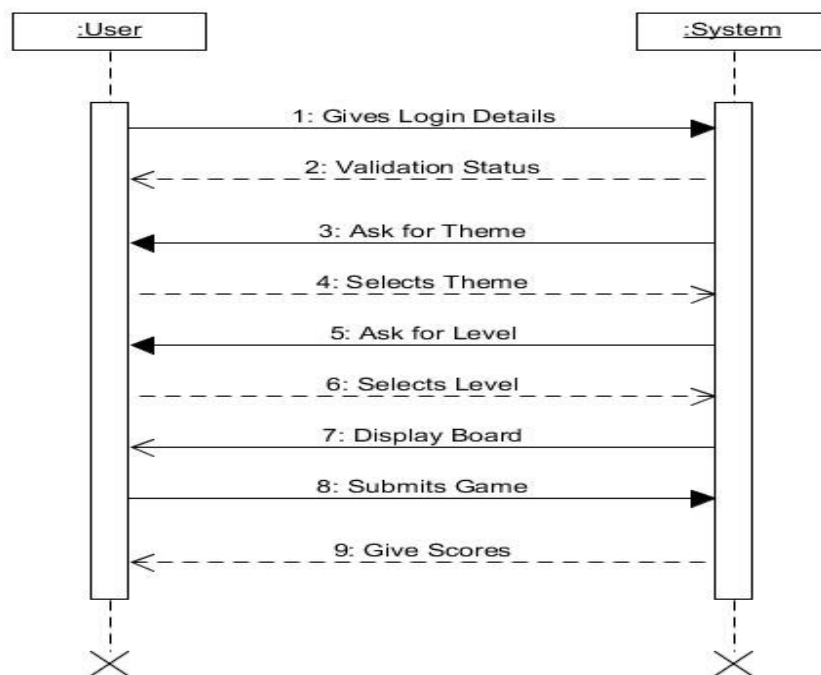 :User
:System
1: Gives Login Details
2: Validation Status
3: Ask for Theme
4: Selects Theme
5: Ask for Level
6: Selects Level
7: Display Board
8: Submits Game
9: Give Scores